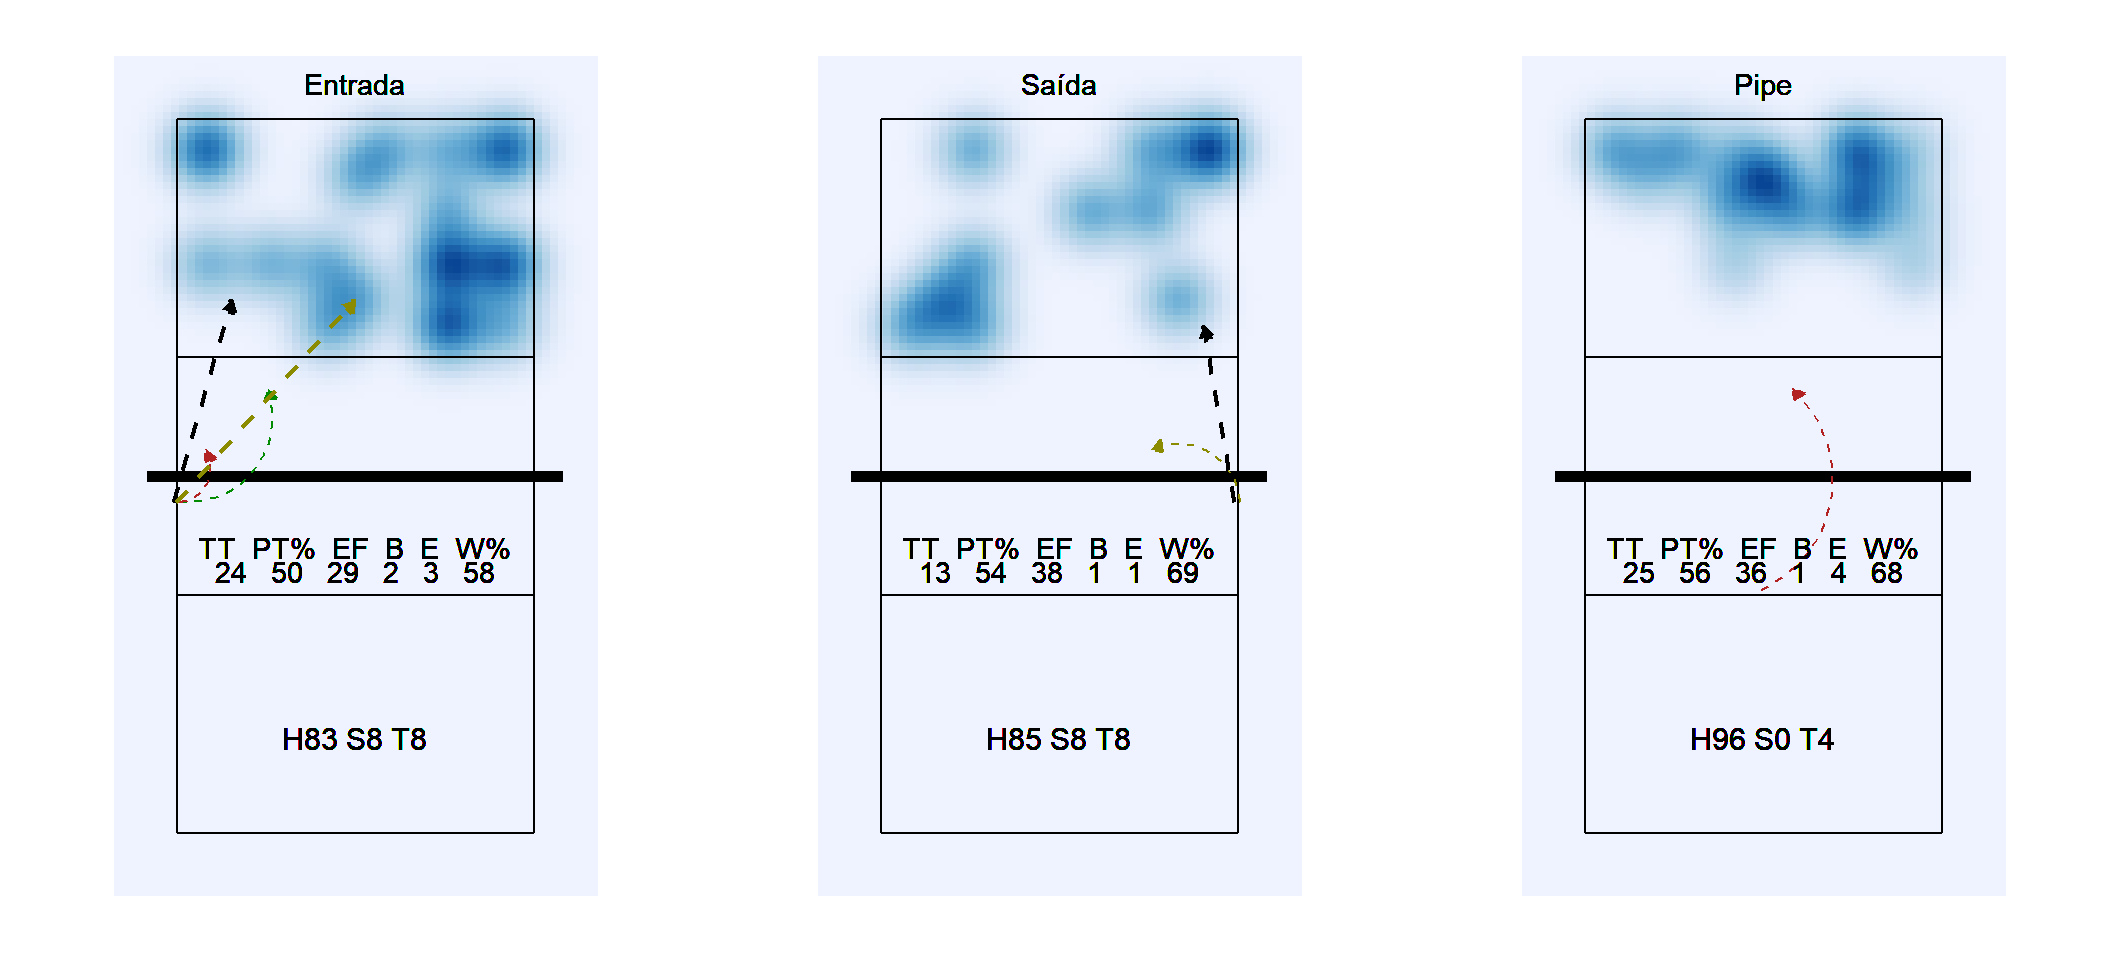 Entrada
TT PT% EF B E W%
24 50 29 2 3 58
H83 S8 T8
Saída
TT PT% EF B E W%
13 54 38 1 1 69
H85 S8 T8
Pipe
TT PT% EF B E W%
25 56 36 1 4 68
H96 S0 T4